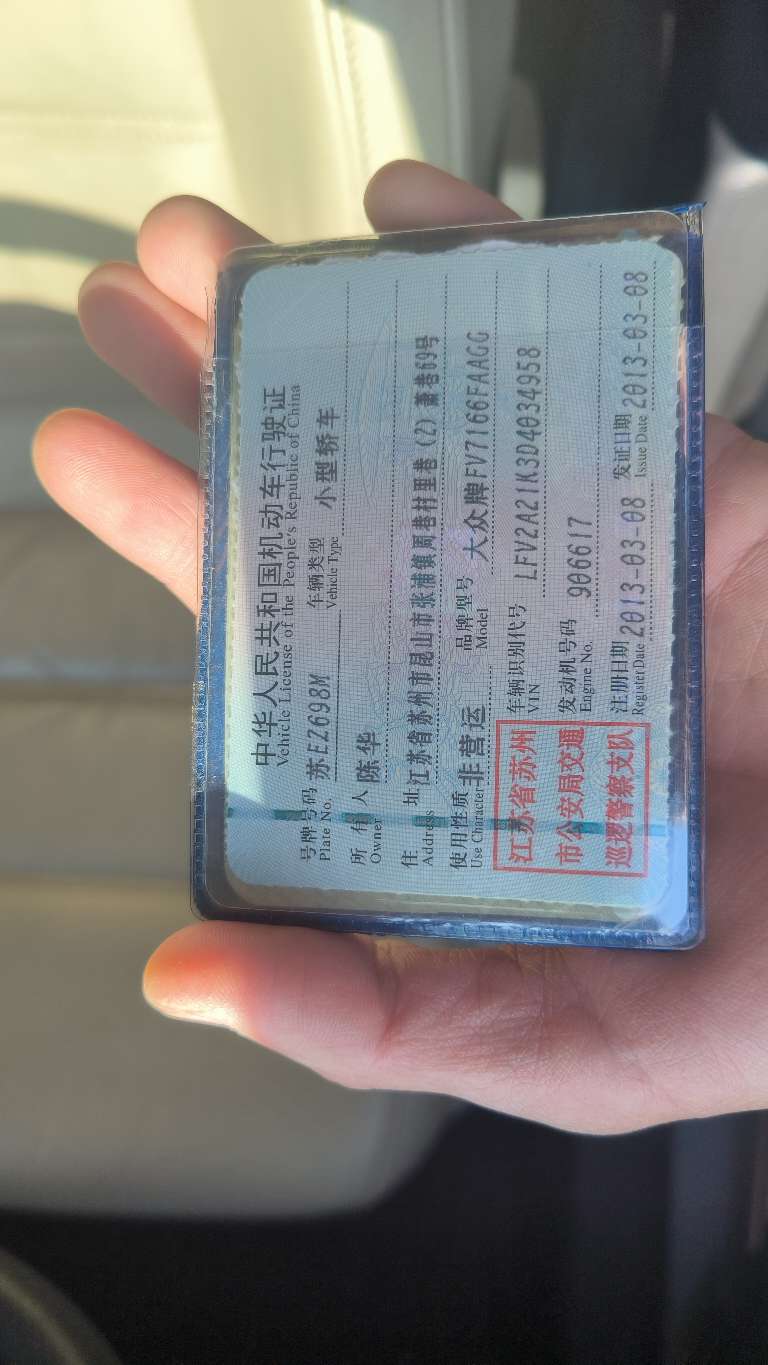 中华人民共和国机动车行驶证
Vehicle License of the People's Republic of China
号牌号码 苏EZ698M 车辆类型 小型轿车
Plate No. Vehicle Type
所有人 陈华
Owner
住址 江苏省苏州市昆山市张浦镇周巷村里巷(2)萧巷69号
Address
使用性质 非营运 品牌型号 大众牌FV7166FAAGG
Use Character Model
江苏省苏州
市公安局交通
巡逻警察支队
车辆识别代号 LFV2A21K3D4034958
VIN
发动机号码 906617
Engine No.
注册日期 2013-03-08 发证日期 2013-03-08
Register Date Issue Date